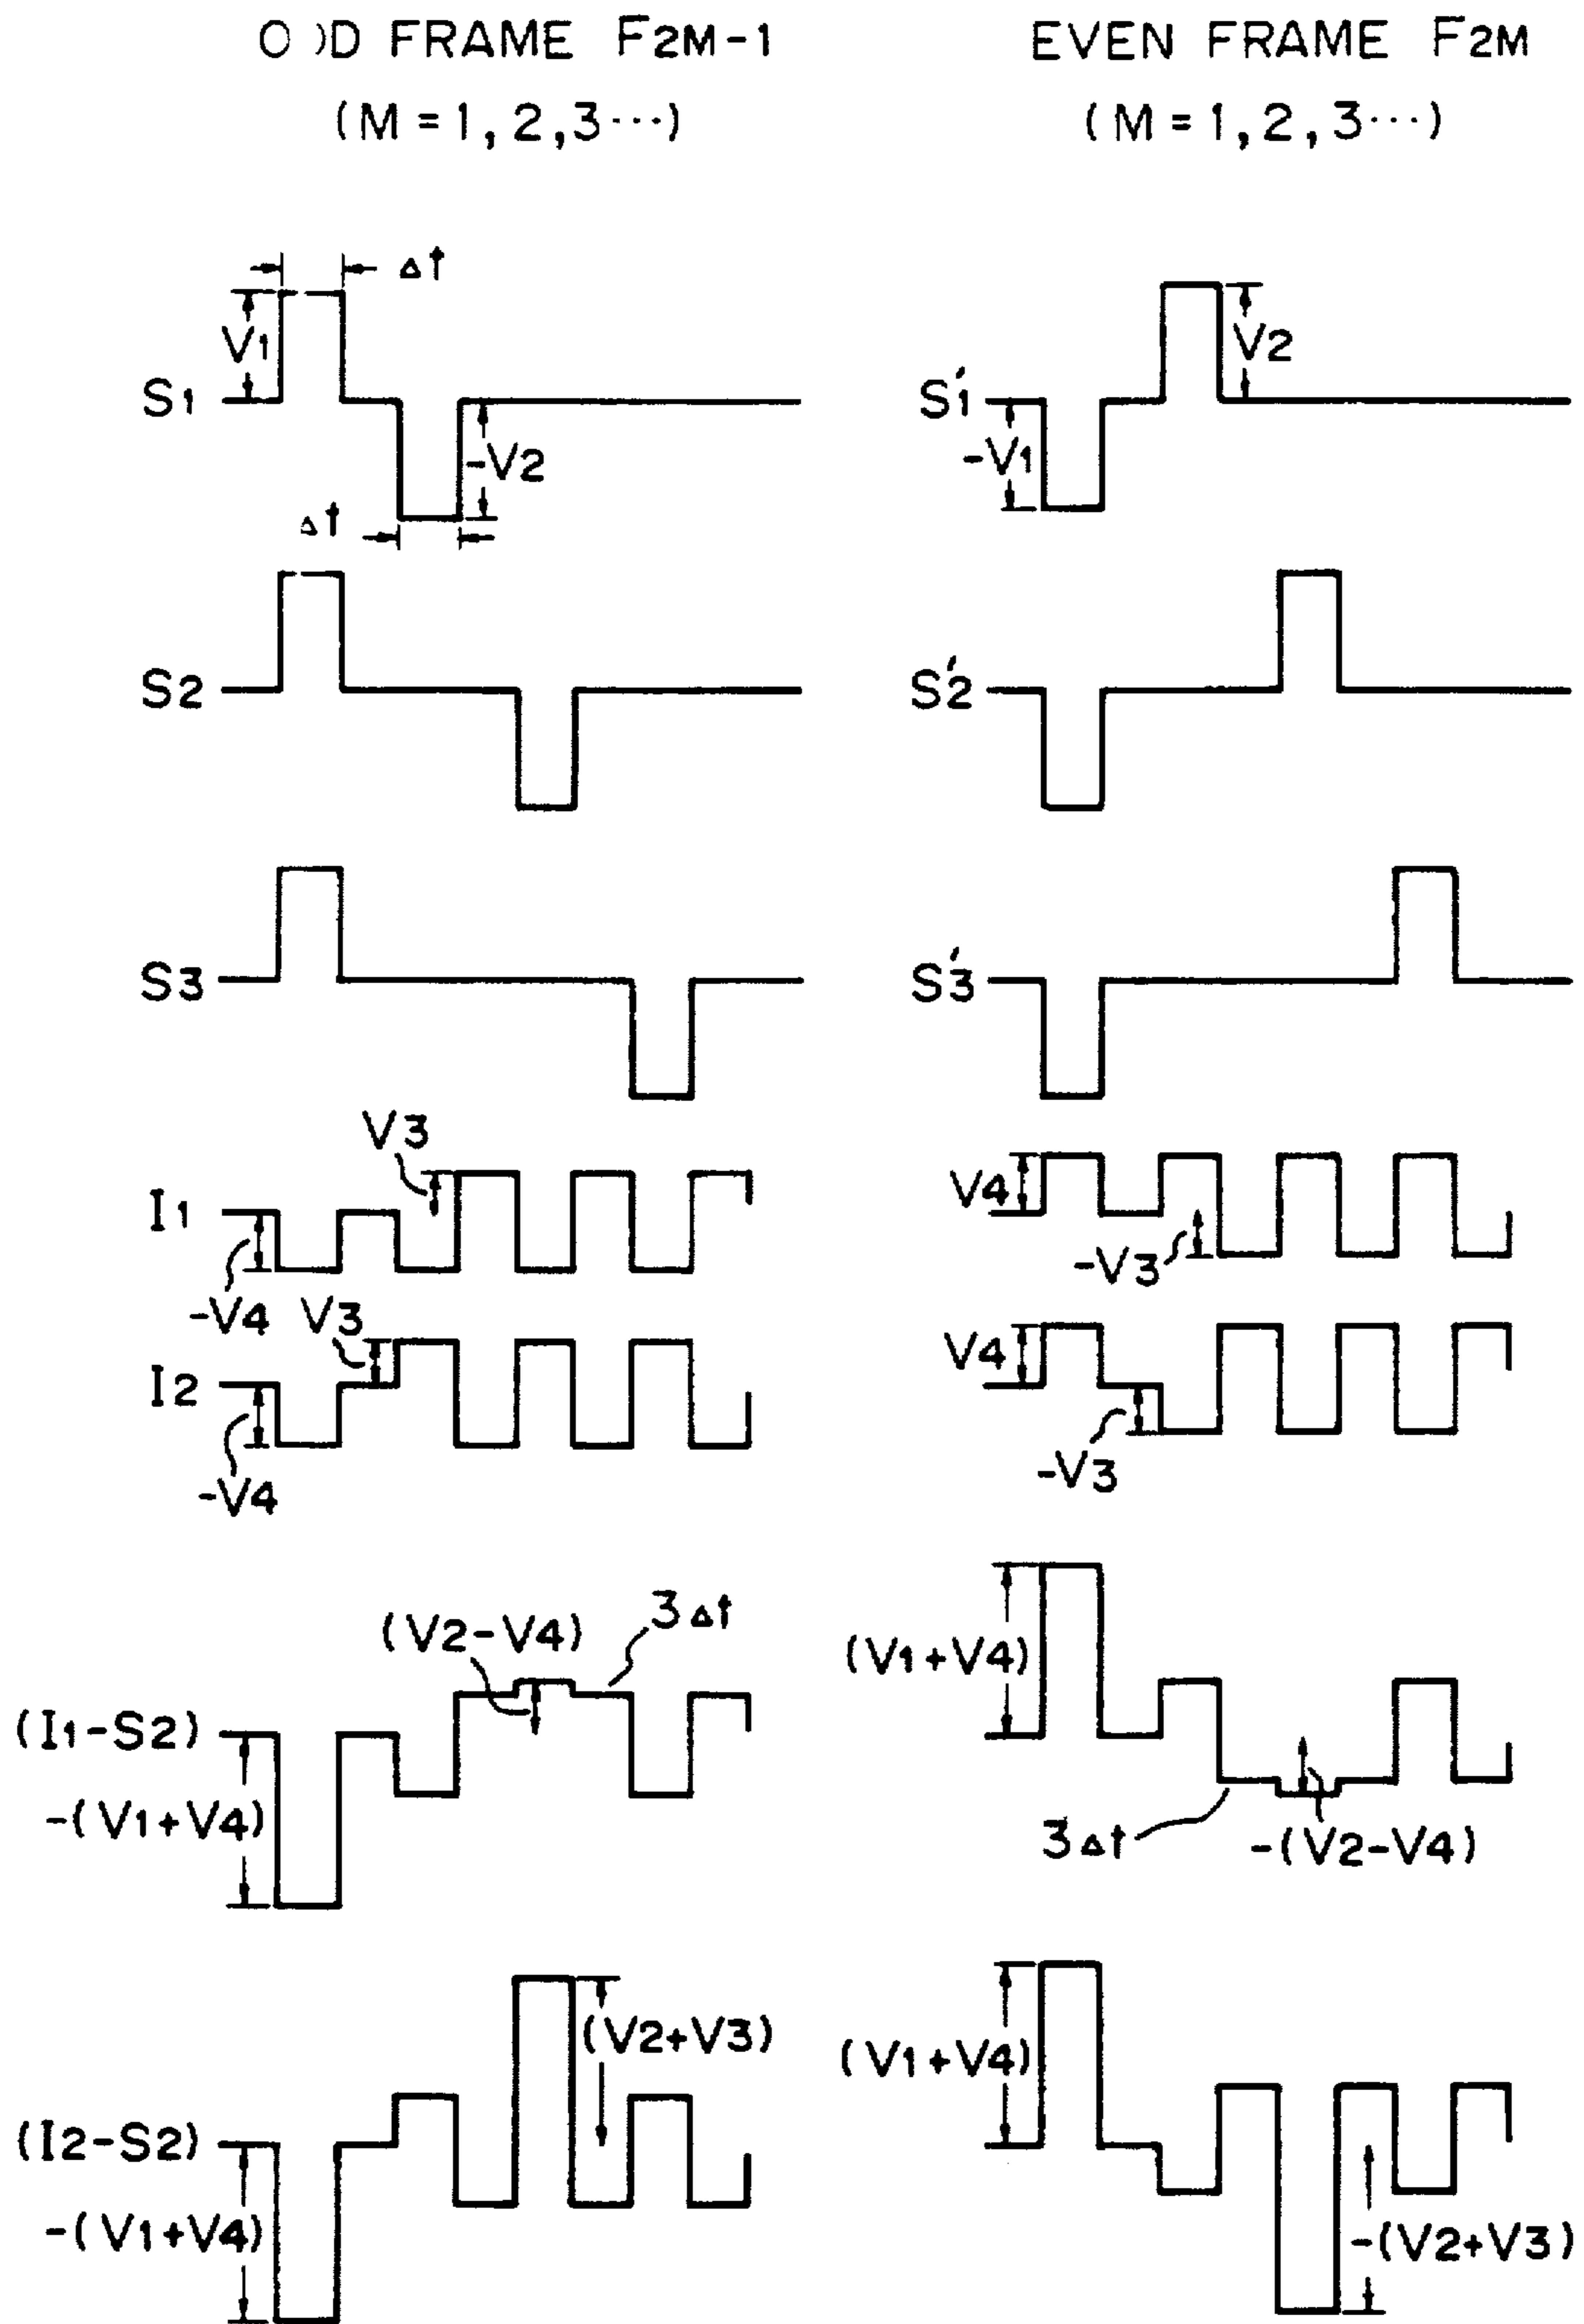 ODD FRAME F2M-1
(M=1,2,3···)
EVEN FRAME F2M
(M=1,2,3···)
Δt
V1
S1
-V2
Δt
V2
S'1
-V1
S2
S'2
S3
S'3
V3
I1
-V4
V4
-V3
V3
I2
-V4
V4
-V3
(V2-V4)
3Δt
(I1-S2)
-(V1+V4)
(V1+V4)
3Δt
-(V2-V4)
(V2+V3)
(I2-S2)
-(V1+V4)
(V1+V4)
-(V2+V3)